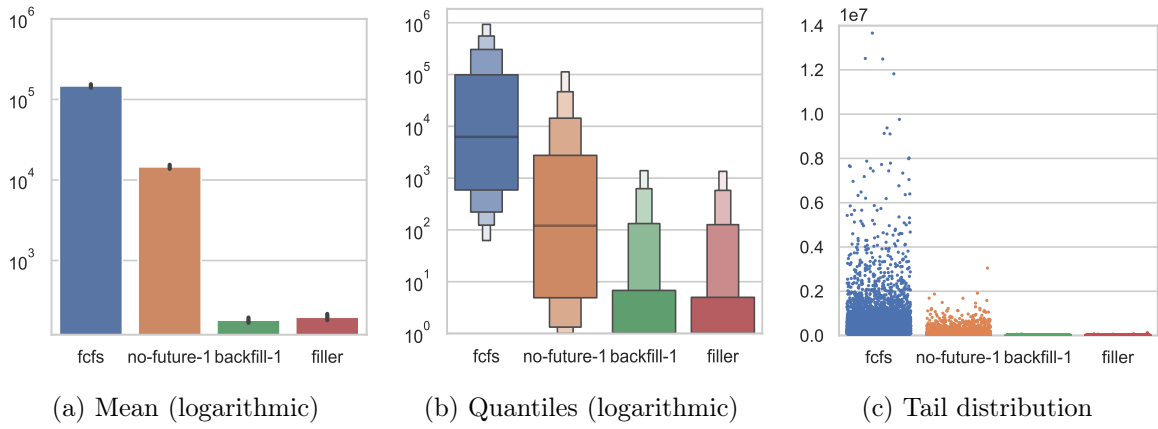 10^6
10^5
10^4
10^3
fcfs no-future-1 backfill-1 filler
(a) Mean (logarithmic)
10^6
10^5
10^4
10^3
10^2
10^1
10^0
fcfs no-future-1 backfill-1 filler
(b) Quantiles (logarithmic)
1e7
1.4
1.2
1.0
0.8
0.6
0.4
0.2
0.0
fcfs no-future-1 backfill-1 filler
(c) Tail distribution